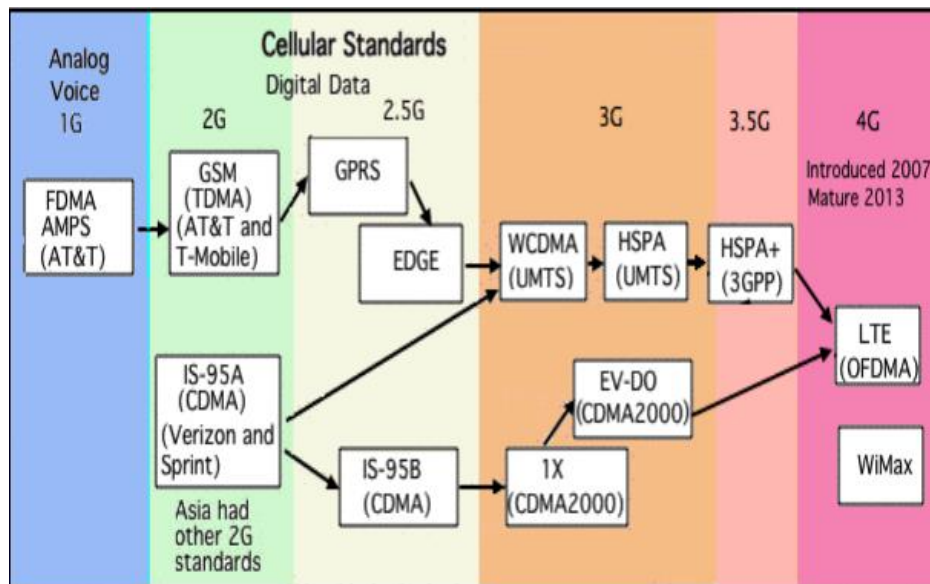 Cellular Standards
Digital Data
Analog
Voice
1G
2G
2.5G
3G
3.5G
4G
Introduced 2007
Mature 2013
FDMA
AMPS
(AT&T)
GSM
(TDMA)
(AT&T and
T-Mobile)
GPRS
EDGE
WCDMA
(UMTS)
HSPA
(UMTS)
HSPA+
(3GPP)
LTE
(OFDMA)
IS-95A
(CDMA)
(Verizon and
Sprint)
IS-95B
(CDMA)
1X
(CDMA2000)
EV-DO
(CDMA2000)
WiMax
Asia had
other 2G
standards